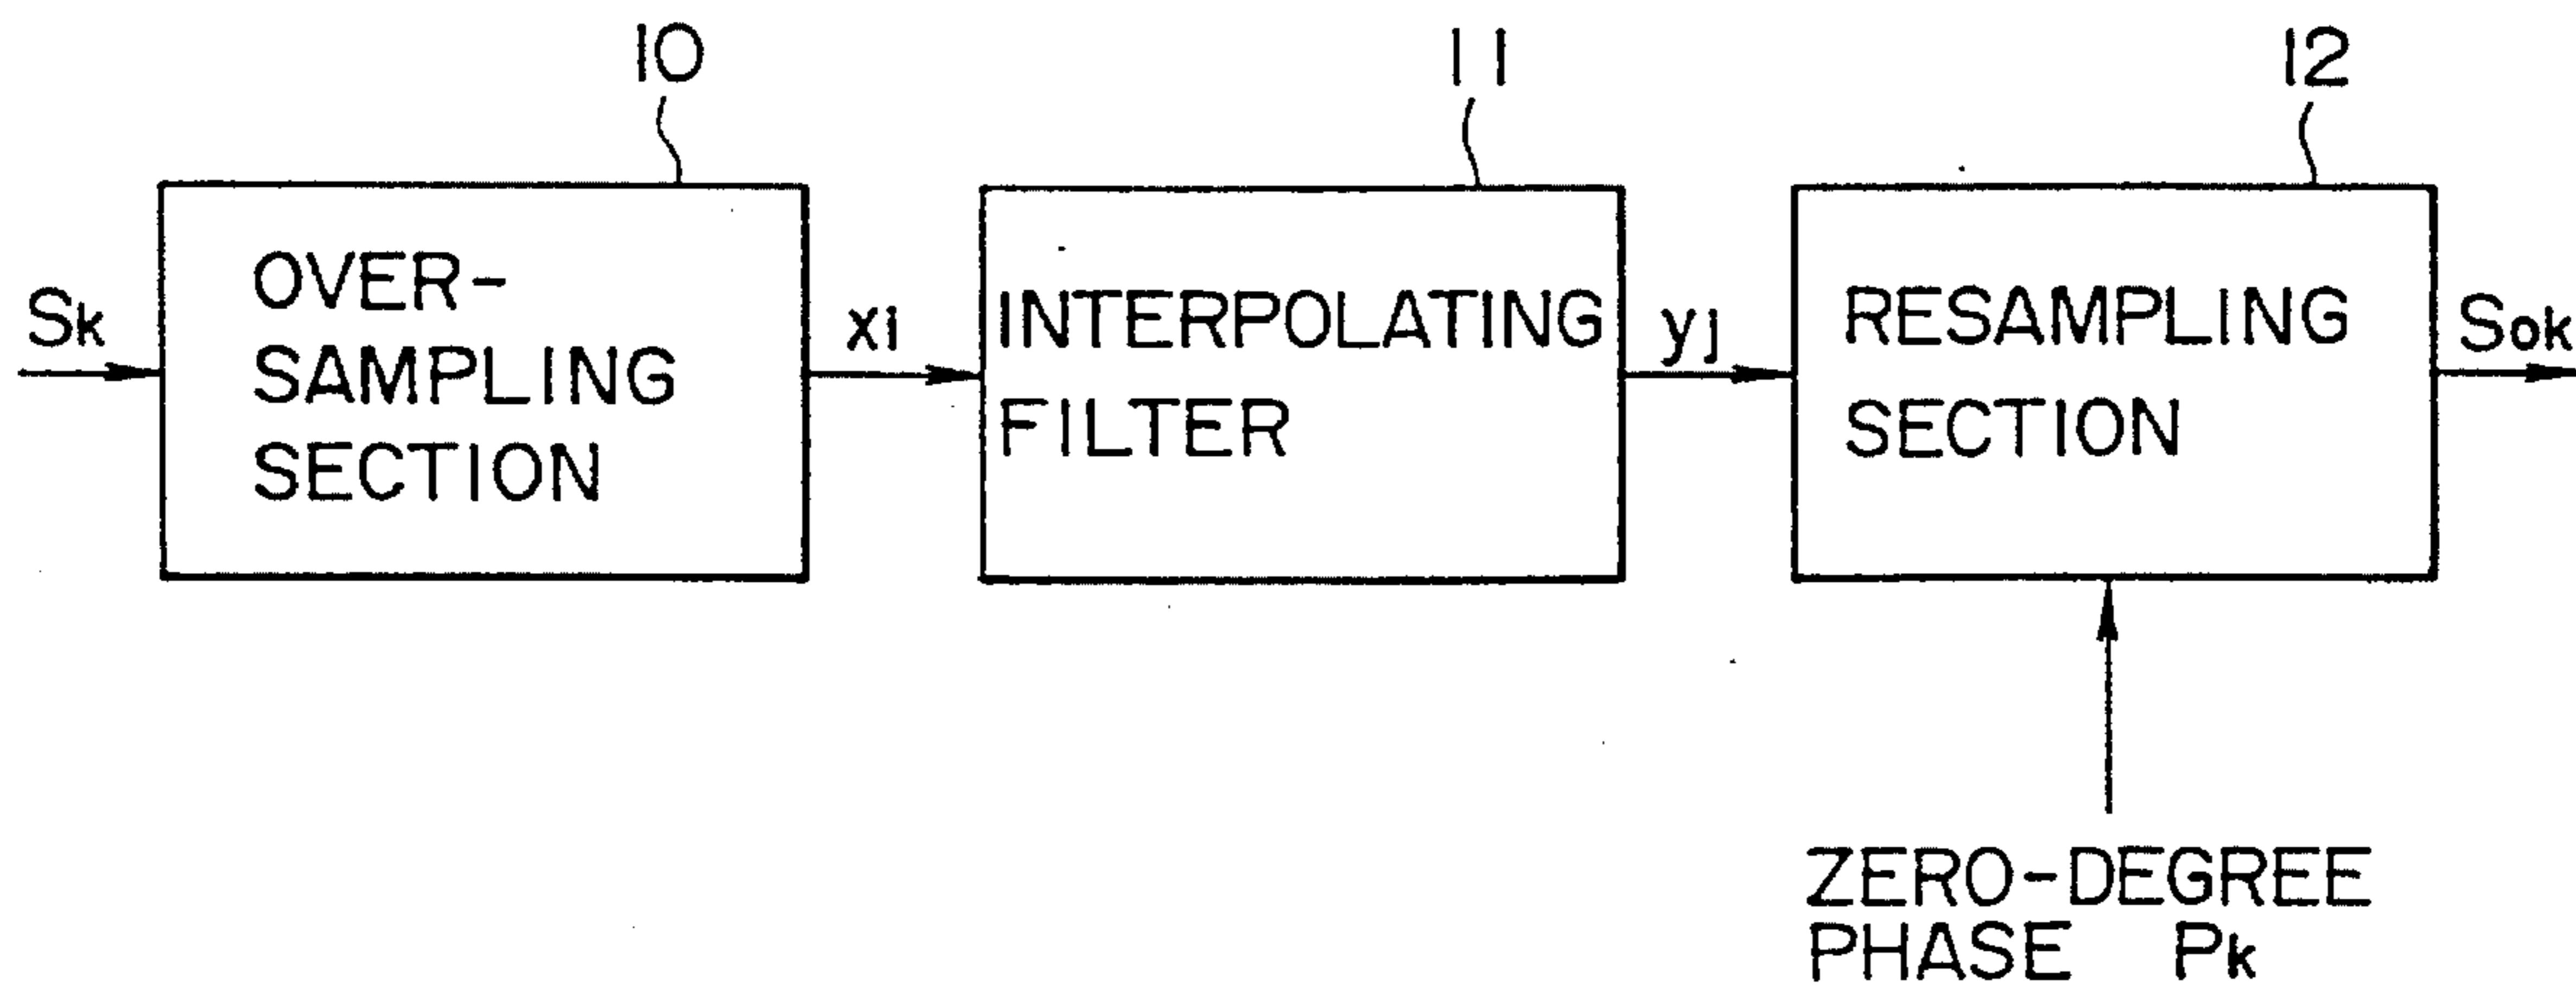 10
11
12
Sk
OVER-
SAMPLING
SECTION
xi
INTERPOLATING
FILTER
yj
RESAMPLING
SECTION
Sok
ZERO-DEGREE
PHASE Pk